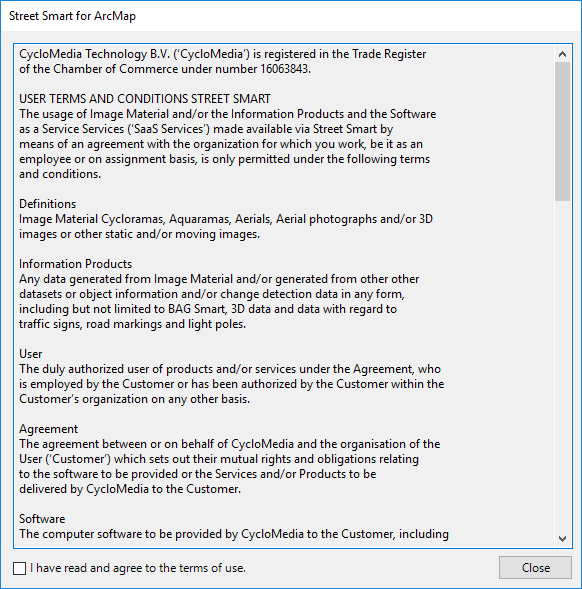 Street Smart for ArcMap
CycloMedia Technology B.V. (‘CycloMedia’) is registered in the Trade Register
of the Chamber of Commerce under number 16063843.
USER TERMS AND CONDITIONS STREET SMART
The usage of Image Material and/or the Information Products and the Software
as a Service Services (‘SaaS Services’) made available via Street Smart by
means of an agreement with the organization for which you work, be it as an
employee or on assignment basis, is only permitted under the following terms
and conditions.
Definitions
Image Material Cycloramas, Aquaramas, Aerials, Aerial photographs and/or 3D
images or other static and/or moving images.
Information Products
Any data generated from Image Material and/or generated from other other
datasets or object information and/or change detection data in any form,
including but not limited to BAG Smart, 3D data and data with regard to
traffic signs, road markings and light poles.
User
The duly authorized user of products and/or services under the Agreement, who
is employed by the Customer or has been authorized by the Customer within the
Customer’s organization on any other basis.
Agreement
The agreement between or on behalf of CycloMedia and the organisation of the
User (‘Customer’) which sets out their mutual rights and obligations relating
to the software to be provided or the Services and/or Products to be
delivered by CycloMedia to the Customer.
Software
The computer software to be provided by CycloMedia to the Customer, including
I have read and agree to the terms of use.
Close